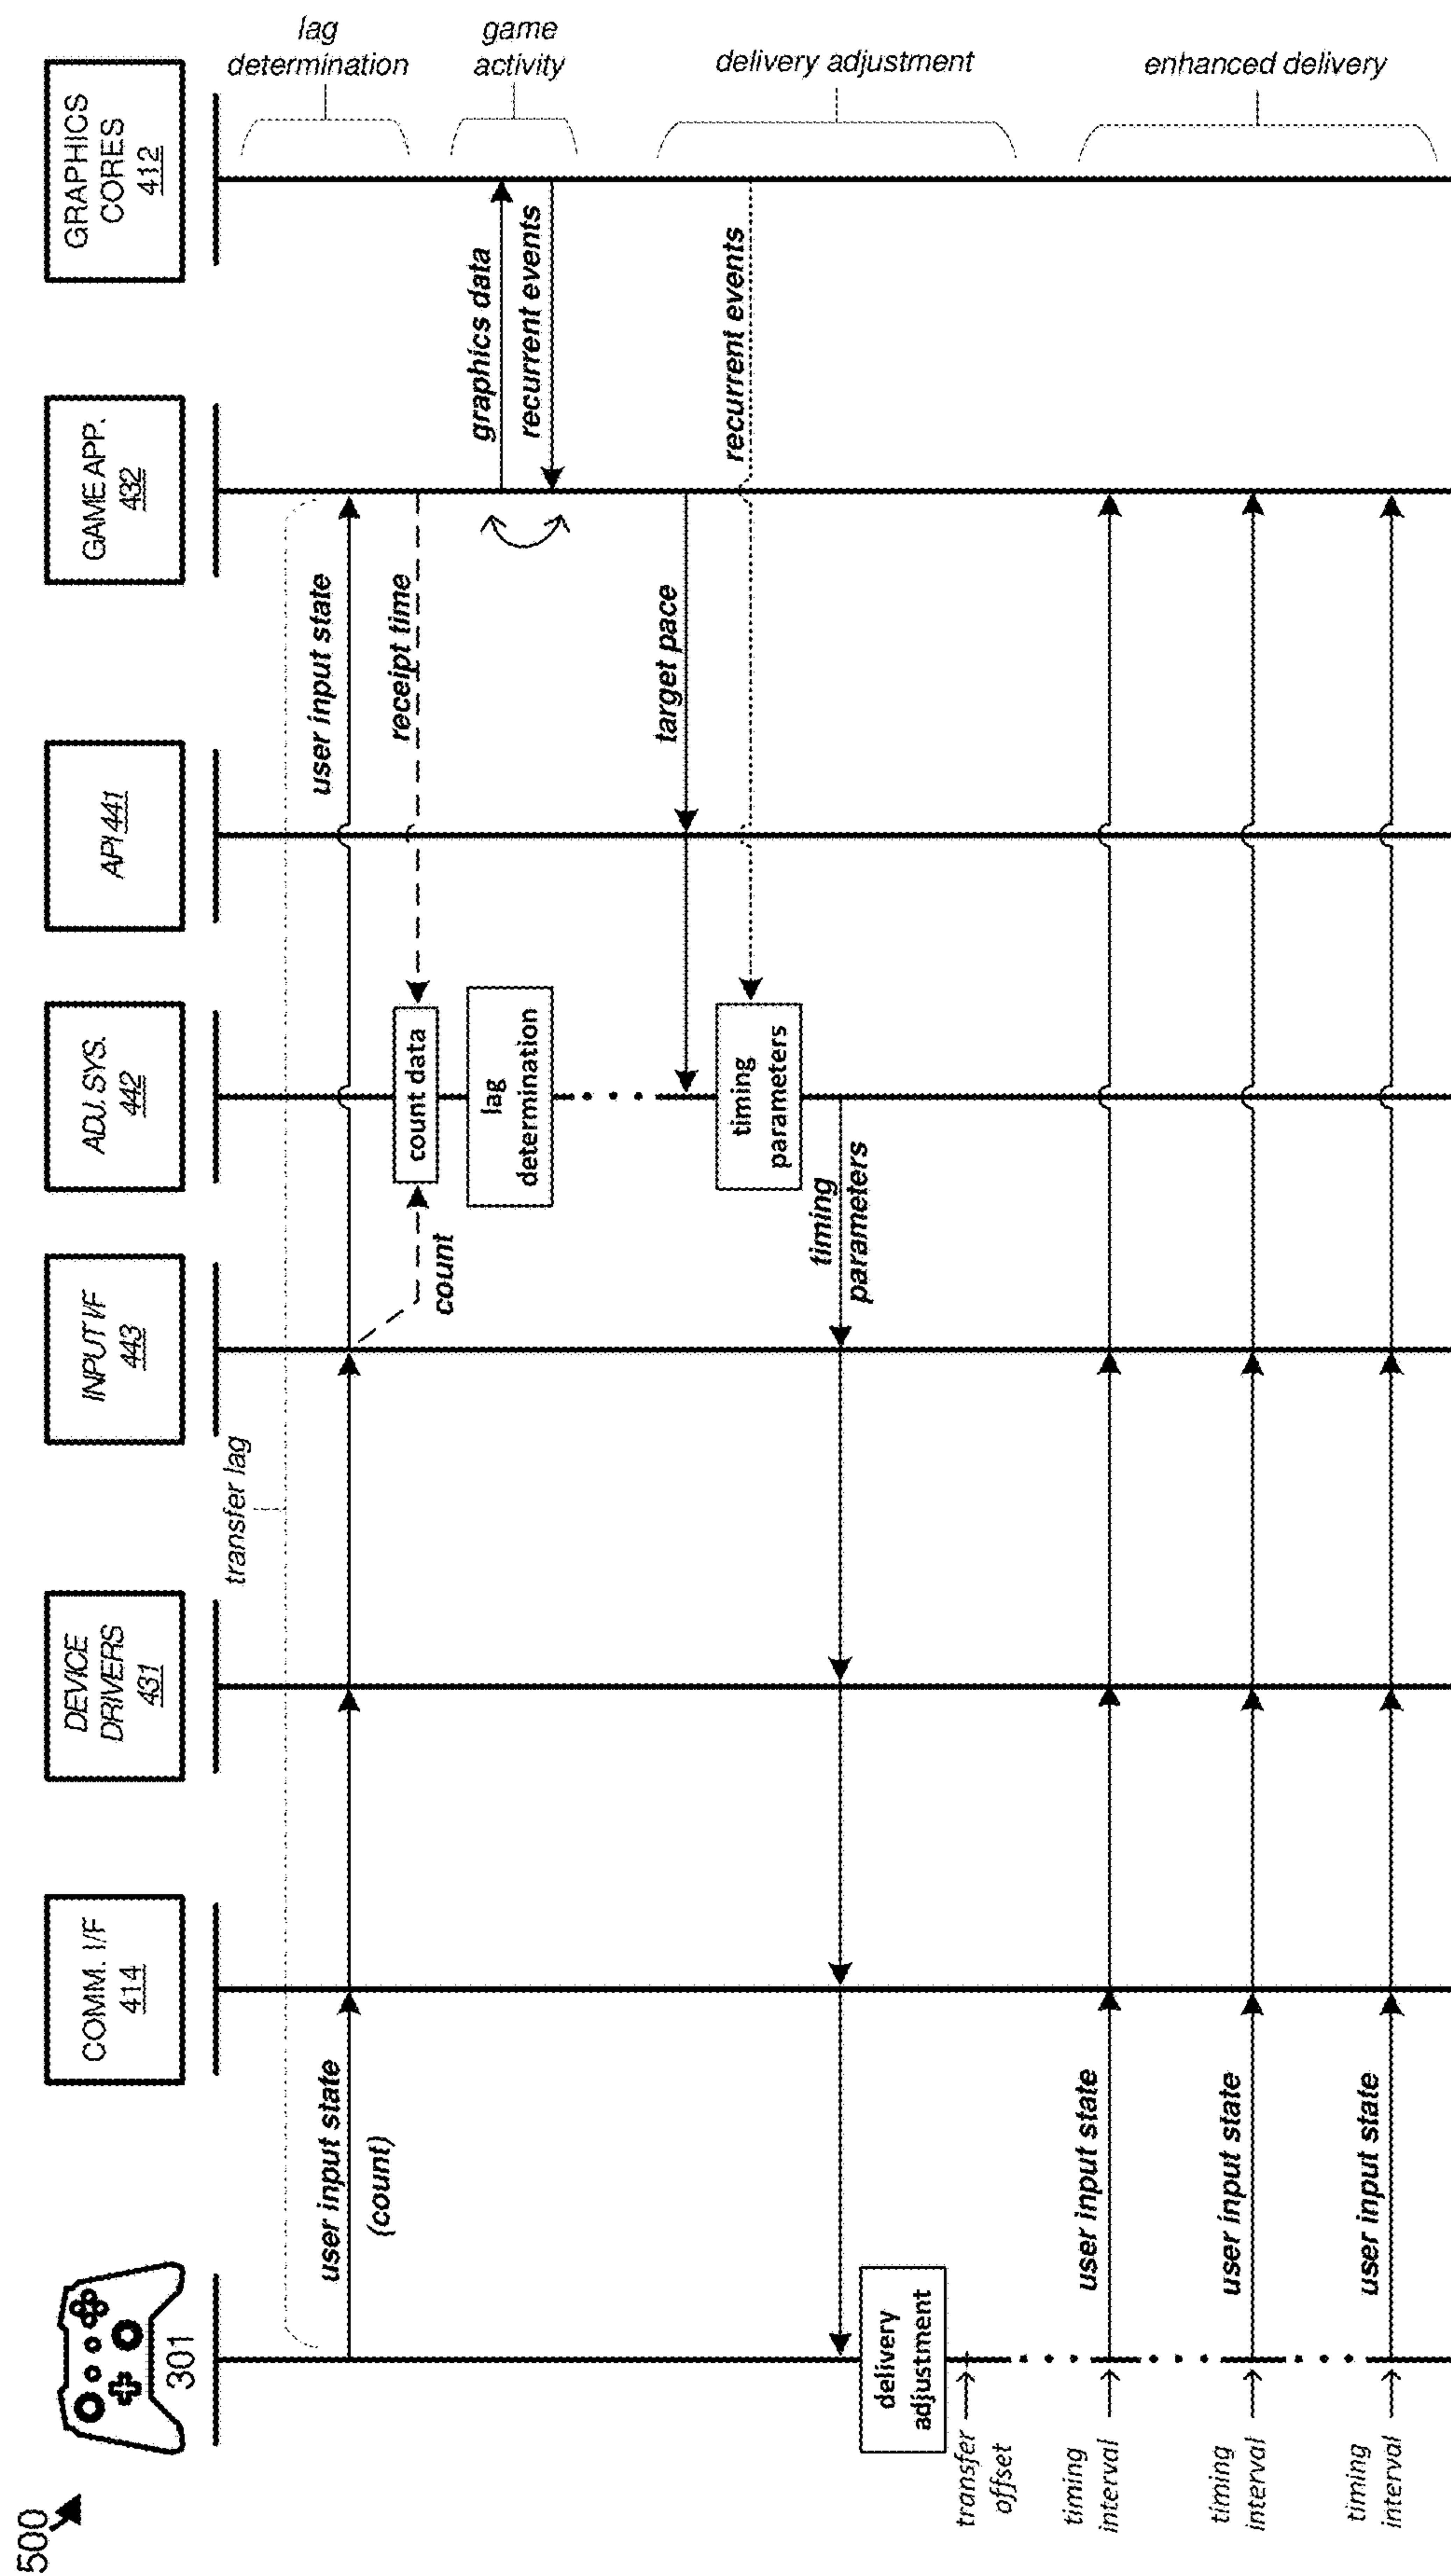 500
301
COMM. I/F
414
DEVICE
DRIVERS
431
INPUT I/F
443
ADJ. SYS.
442
API 441
GAME APP.
432
GRAPHICS
CORES
412
transfer lag
lag
determination
user input state
(count)
user input state
count
count data
receipt time
game
activity
lag
determination
graphics data
recurrent events
delivery adjustment
target pace
timing
parameters
recurrent events
timing
parameters
delivery
adjustment
transfer
offset
enhanced delivery
timing
interval
user input state
timing
interval
user input state
timing
interval
user input state